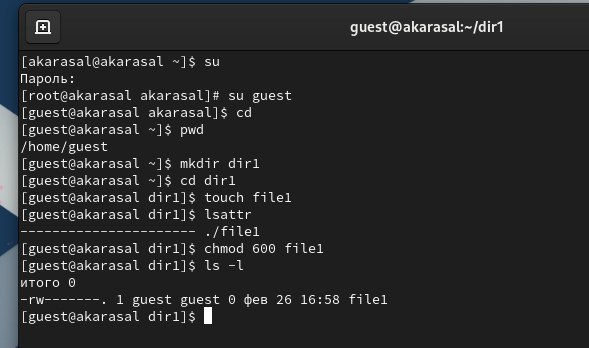 guest@akarasal:~/dir1
[akarasal@akarasal ~]$ su
Пароль:
[root@akarasal akarasal]# su guest
[guest@akarasal akarasal]$ cd
[guest@akarasal ~]$ pwd
/home/guest
[guest@akarasal ~]$ mkdir dir1
[guest@akarasal ~]$ cd dir1
[guest@akarasal dir1]$ touch file1
[guest@akarasal dir1]$ lsattr
---------------------- ./file1
[guest@akarasal dir1]$ chmod 600 file1
[guest@akarasal dir1]$ ls -l
итого 0
-rw-------. 1 guest guest 0 фев 26 16:58 file1
[guest@akarasal dir1]$